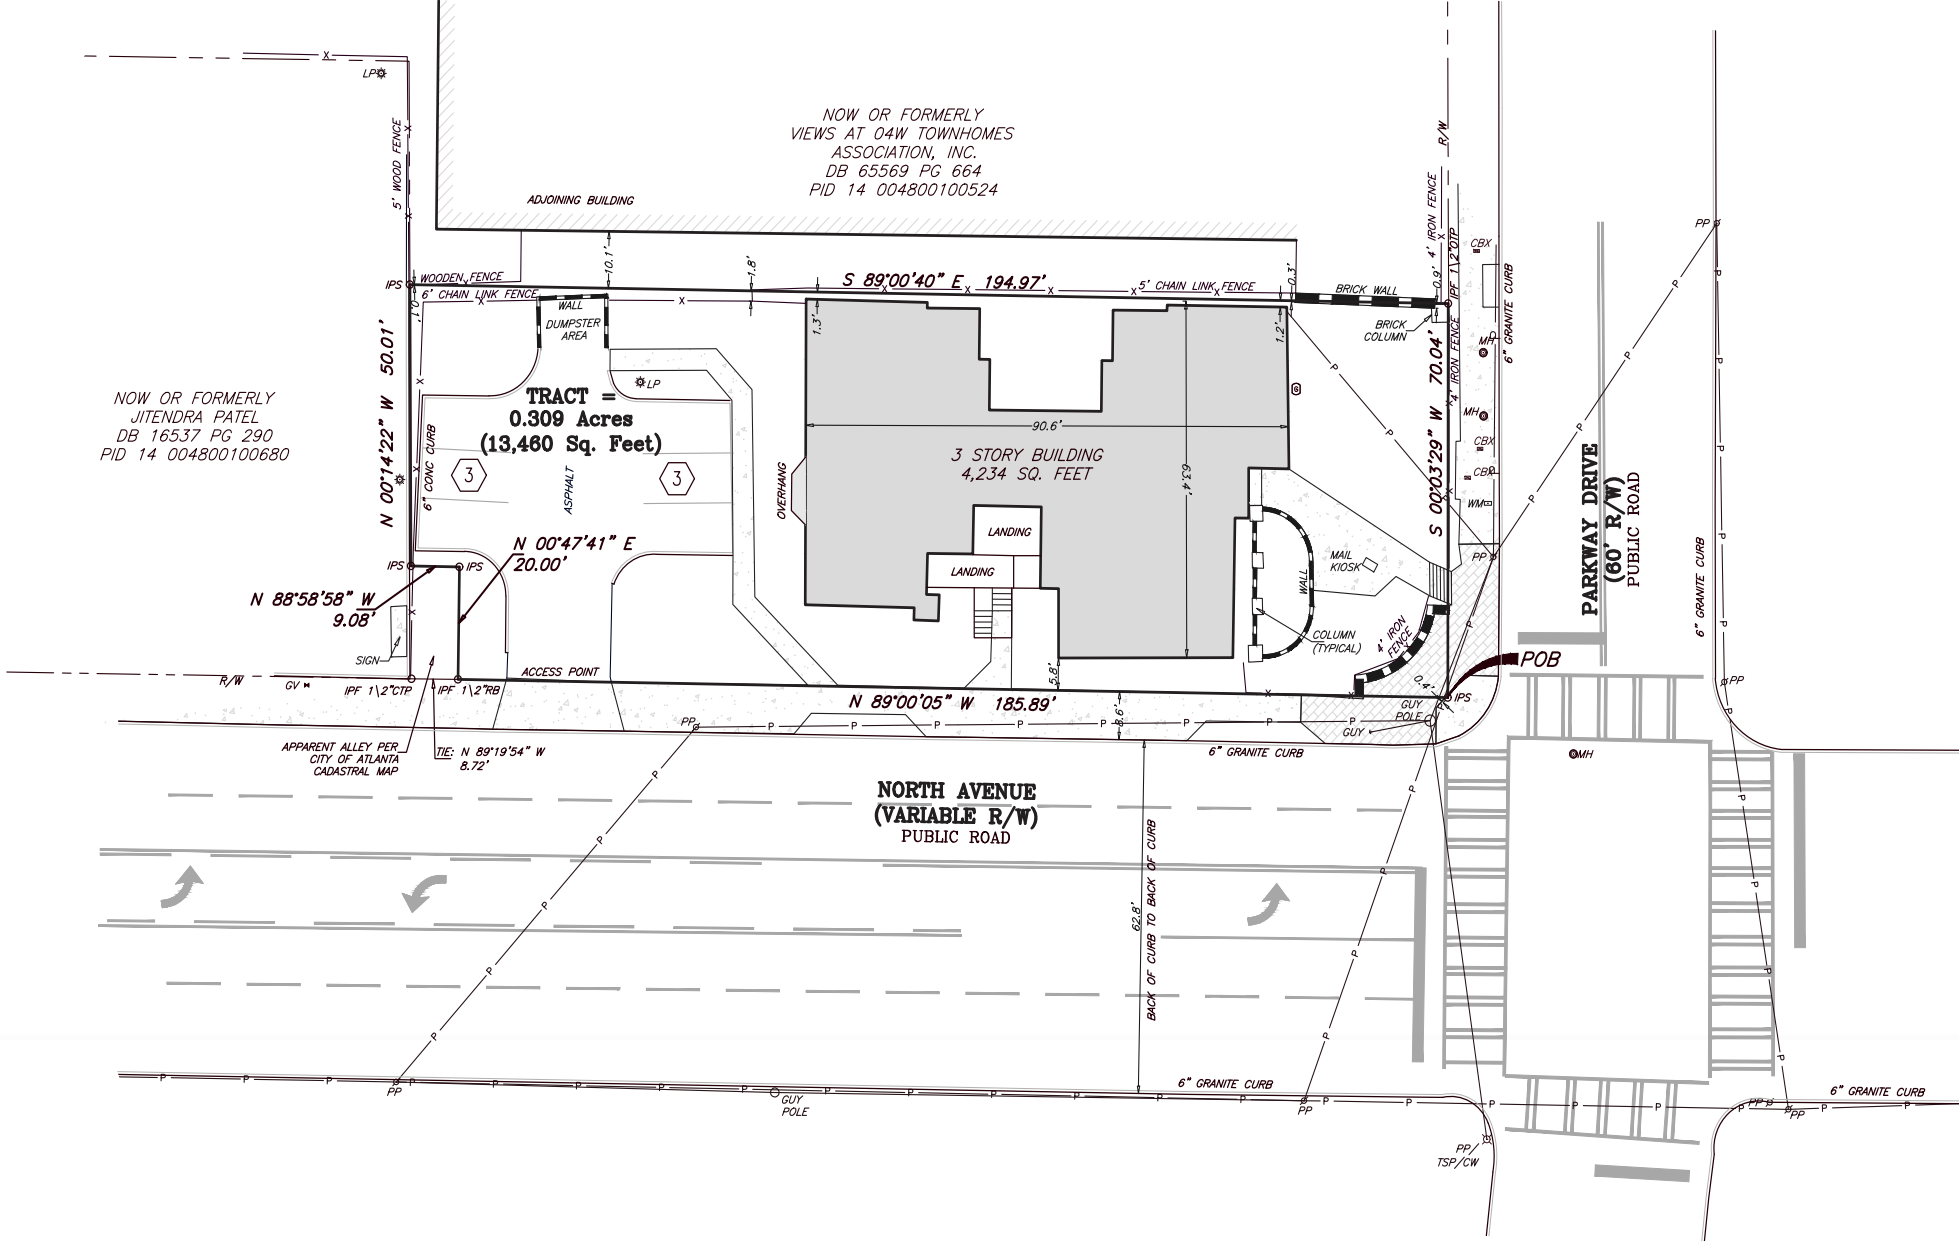 LP
5' WOOD FENCE
NOW OR FORMERLY
VIEWS AT 04W TOWNHOMES
ASSOCIATION, INC.
DB 65569 PG 664
PID 14 004800100524
ADJOINING BUILDING
R/W
4' IRON FENCE
PP
CBX
IPF 1\2"OTP
0.9'
6" GRANITE CURB
10.1'
1.8'
0.3'
IPS
WOODEN FENCE
S 89°00'40" E 194.97'
5' CHAIN LINK FENCE
BRICK WALL
6' CHAIN LINK FENCE
0.1'
WALL
DUMPSTER
AREA
1.3'
1.2'
BRICK
COLUMN
4' IRON FENCE
MH
N 00°14'22" W 50.01'
S 00°03'29" W 70.04'
G
LP
TRACT =
0.309 Acres
(13,460 Sq. Feet)
NOW OR FORMERLY
JITENDRA PATEL
DB 16537 PG 290
PID 14 004800100680
6" CONC CURB
3
3
ASPHALT
OVERHANG
90.6'
3 STORY BUILDING
4,234 SQ. FEET
63.4'
MH
CBX
CBX
WM
PARKWAY DRIVE
(60' R/W)
PUBLIC ROAD
LANDING
LANDING
N 00°47'41" E
20.00'
IPS
IPS
N 88°58'58" W
9.08'
WALL
MAIL
KIOSK
PP
6" GRANITE CURB
COLUMN
(TYPICAL)
4' IRON
FENCE
SIGN
R/W
GV
IPF 1\2"CTP
IPF 1\2"RB
ACCESS POINT
5.8'
POB
0.4'
IPS
PP
N 89°00'05" W 185.89'
8.6'
GUY
POLE
GUY
PP
APPARENT ALLEY PER
CITY OF ATLANTA
CADASTRAL MAP
TIE: N 89°19'54" W
8.72'
6" GRANITE CURB
MH
NORTH AVENUE
(VARIABLE R/W)
PUBLIC ROAD
62.8'
BACK OF CURB TO BACK OF CURB
PP
GUY
POLE
6" GRANITE CURB
PP
PP
PP
6" GRANITE CURB
PP/
TSP/CW